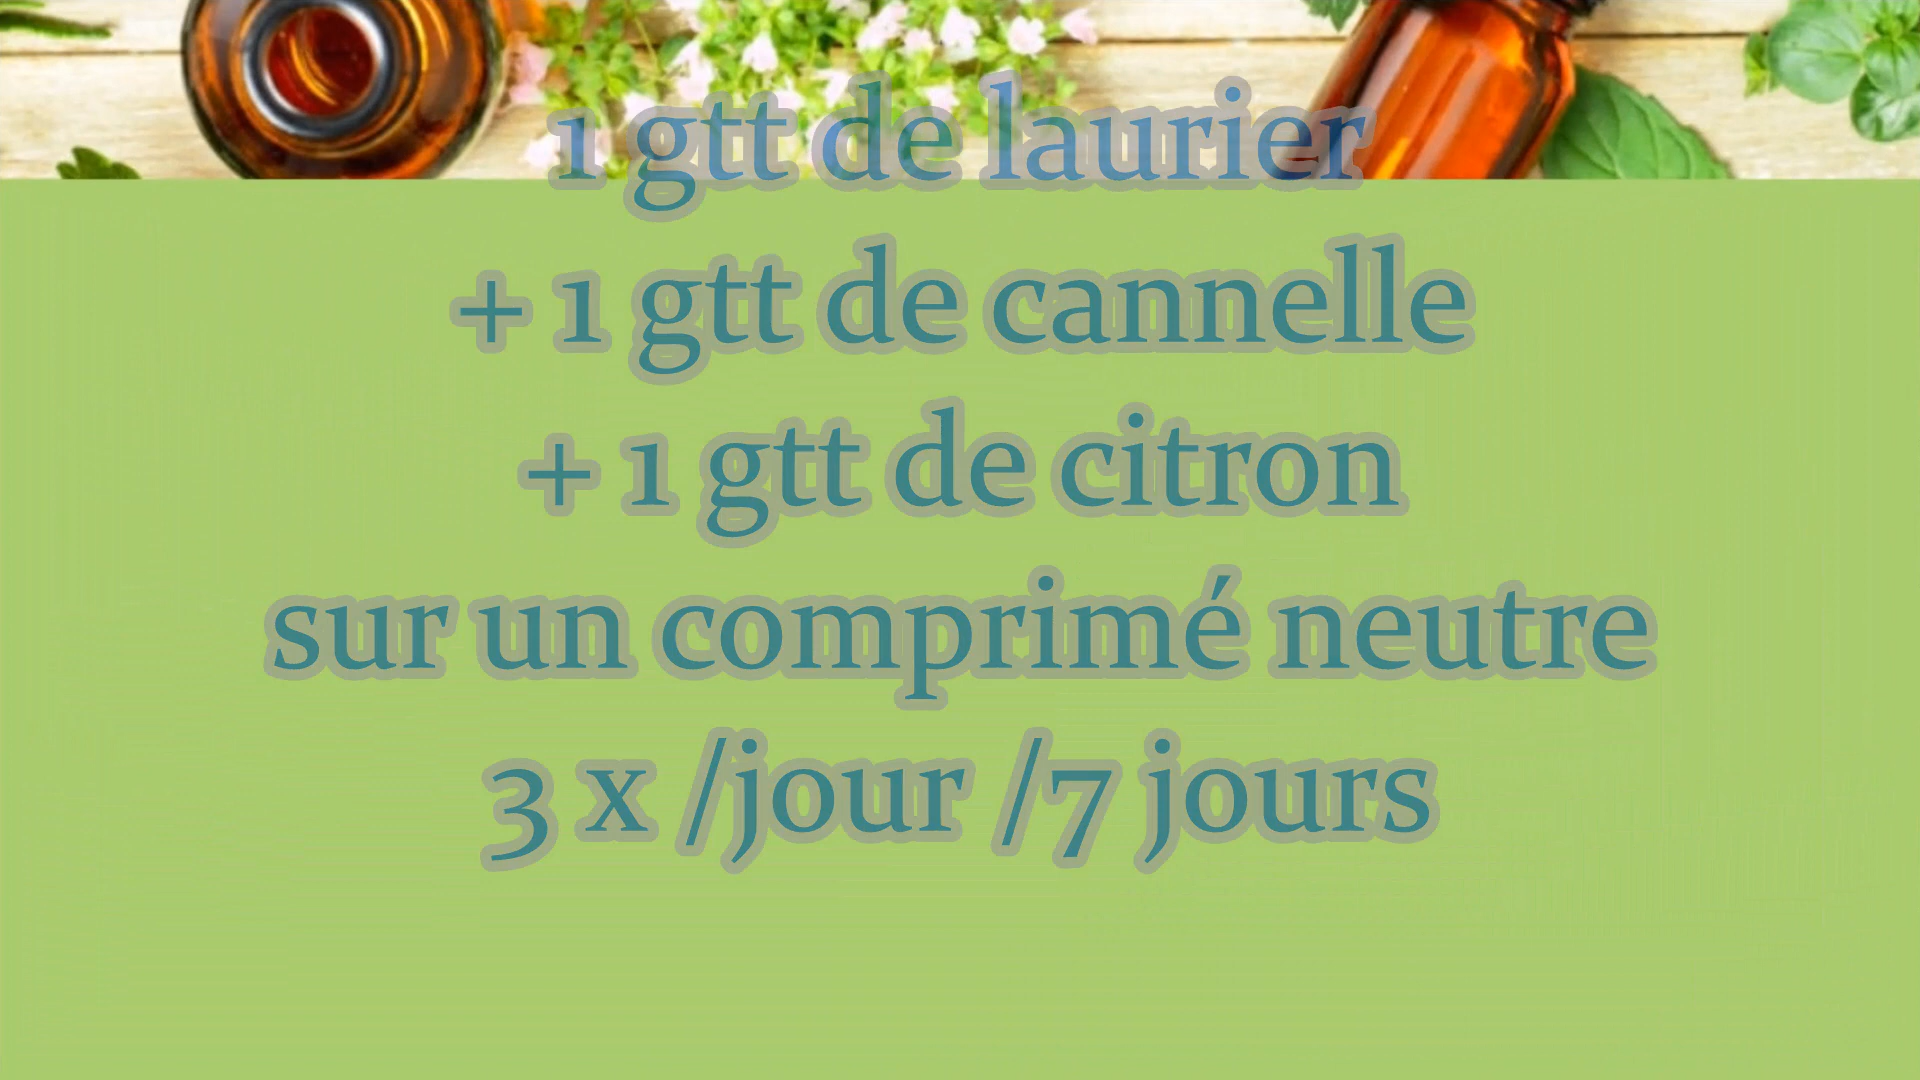 1 gtt de laurier
+ 1 gtt de cannelle
+ 1 gtt de citron
sur un comprimé neutre
3 x /jour /7 jours